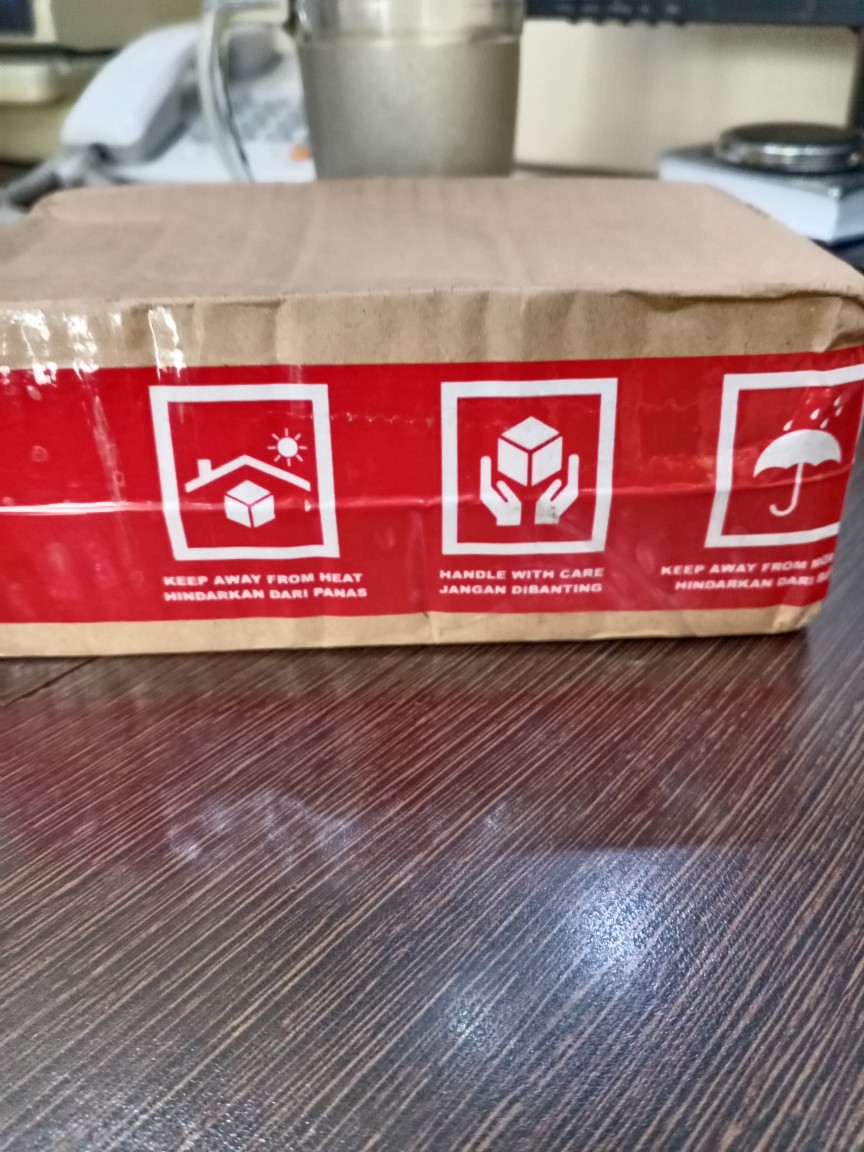 KEEP AWAY FROM HEAT
HINDARKAN DARI PANAS
HANDLE WITH CARE
JANGAN DIBANTING
KEEP AWAY FROM
HINDARKAN DARI